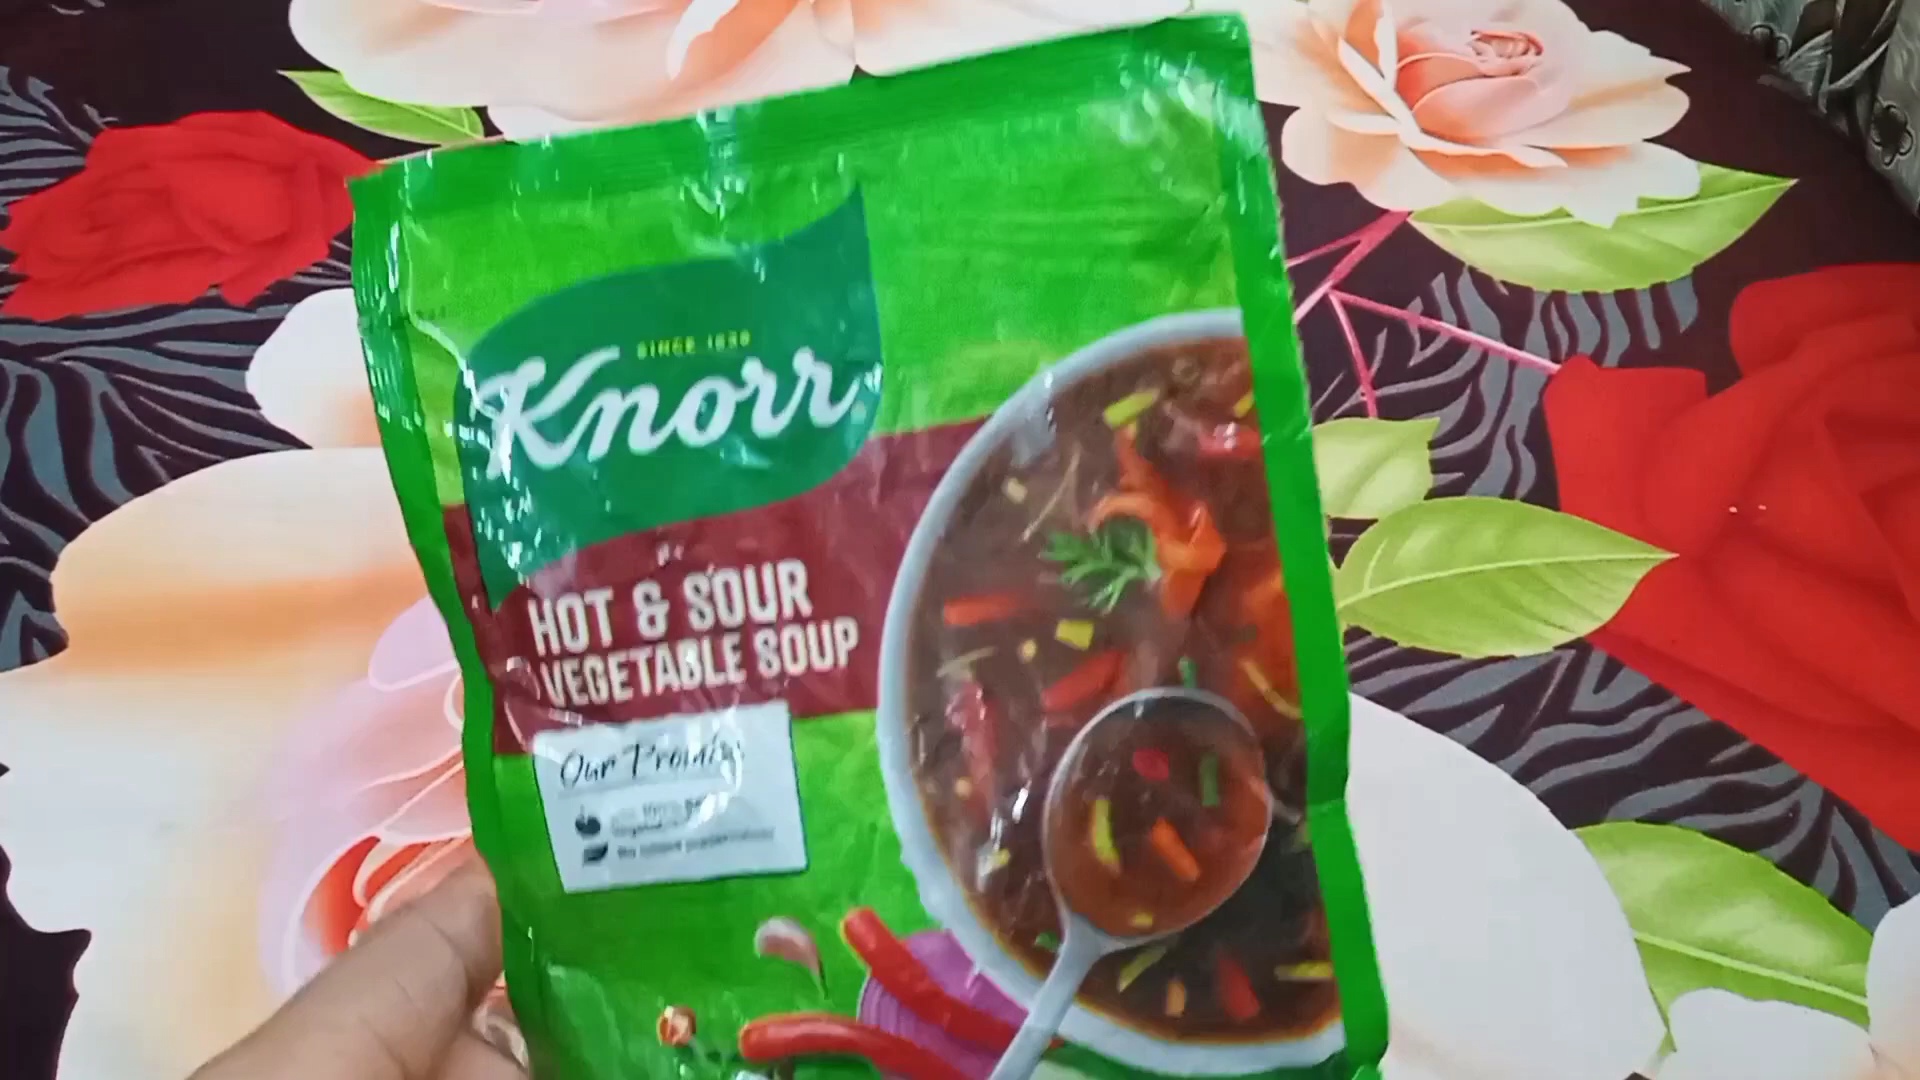 SINCE 1838
Knorr
HOT & SOUR
VEGETABLE SOUP
Our Promise